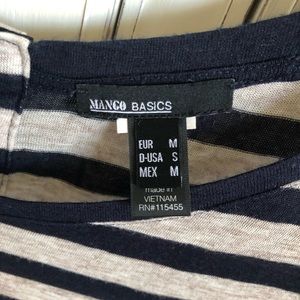 MANGO BASICS
EUR M
D-USA S
MEX M
made in
VIETNAM
RN#115455